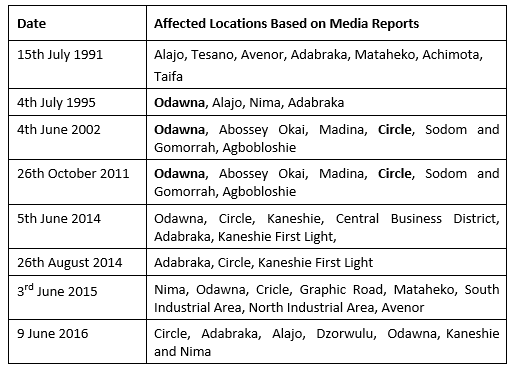 Date Affected Locations Based on Media Reports
15th July 1991 Alajo, Tesano, Avenor, Adabraka, Mataheko, Achimota,
Taifa
4th July 1995 Odawna, Alajo, Nima, Adabraka
4th June 2002 Odawna, Abossey Okai, Madina, Circle, Sodom and
Gomorrah, Agbobloshie
26th October 2011 Odawna, Abossey Okai, Madina, Circle, Sodom and
Gomorrah, Agbobloshie
5th June 2014 Odawna, Circle, Kaneshie, Central Business District,
Adabraka, Kaneshie First Light,
26th August 2014 Adabraka, Circle, Kaneshie First Light
3rd June 2015 Nima, Odawna, Cricle, Graphic Road, Mataheko, South
Industrial Area, North Industrial Area, Avenor
9 June 2016 Circle, Adabraka, Alajo, Dzorwulu, Odawna, Kaneshie
and Nima